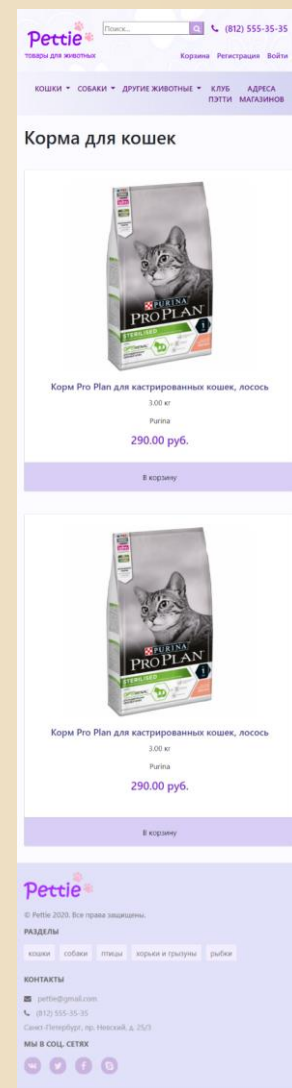 Pettie
товары для животных
Поиск...
(812) 555-35-35
Корзина Регистрация Войти
КОШКИ СОБАКИ ДРУГИЕ ЖИВОТНЫЕ КЛУБ ПЭТТИ АДРЕСА МАГАЗИНОВ
Корма для кошек
PURINA
PRO PLAN
STERILISED
Корм Pro Plan для кастрированных кошек, лосось
3.00 кг
Purina
290.00 руб.
В корзину
PURINA
PRO PLAN
STERILISED
Корм Pro Plan для кастрированных кошек, лосось
3.00 кг
Purina
290.00 руб.
В корзину
Pettie
© Pettie 2020. Все права защищены.
РАЗДЕЛЫ
кошки собаки птицы хорьки и грызуны рыбки
КОНТАКТЫ
pettie@gmail.com
(812) 555-35-35
Санкт-Петербург, пр. Невский, д. 25/3
МЫ В СОЦ. СЕТЯХ